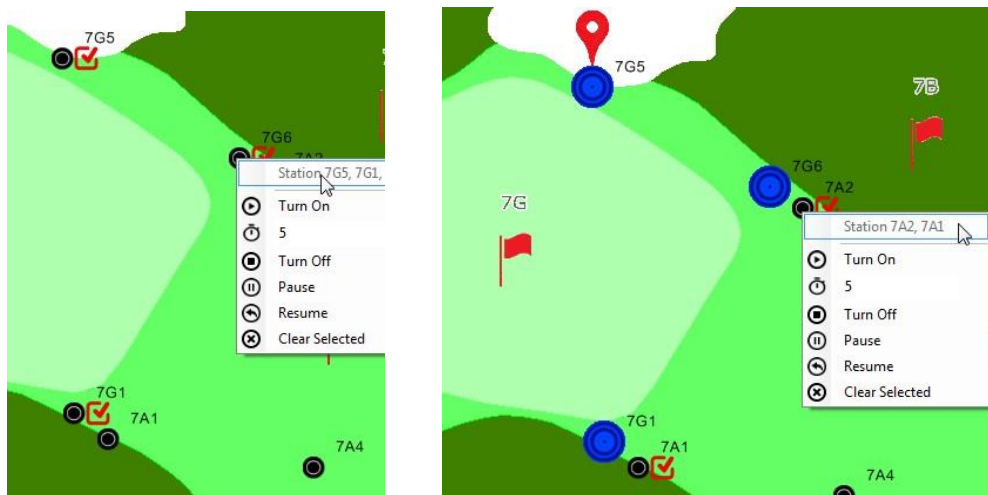 7G5
7G6
Station 7G5, 7G1,
Turn On
5
Turn Off
Pause
Resume
Clear Selected
7G1
7A1
7A4
7G5
7B
7G6
7A2
7G
Station 7A2, 7A1
Turn On
5
Turn Off
Pause
Resume
Clear Selected
7G1
7A1
7A4